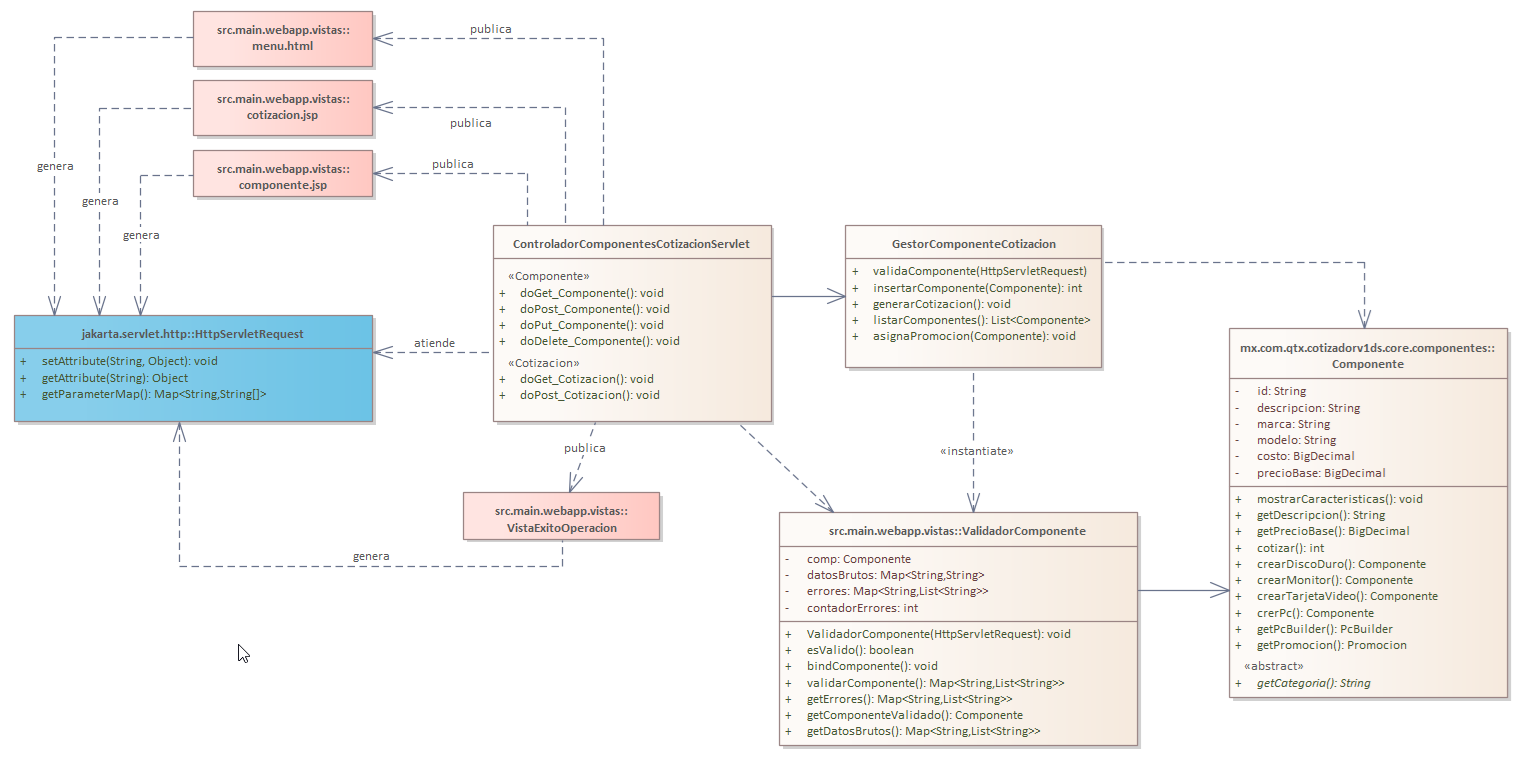 src.main.webapp.vistas::
menu.html
publica
src.main.webapp.vistas::
cotizacion.jsp
publica
src.main.webapp.vistas::
componente.jsp
publica
genera
genera
genera
jakarta.servlet.http::HttpServletRequest
+ setAttribute(String, Object): void
+ getAttribute(String): Object
+ getParameterMap(): Map<String,String[]>
atiende
ControladorComponentesCotizacionServlet
«Componente»
+ doGet_Componente(): void
+ doPost_Componente(): void
+ doPut_Componente(): void
+ doDelete_Componente(): void
«Cotizacion»
+ doGet_Cotizacion(): void
+ doPost_Cotizacion(): void
GestorComponenteCotizacion
+ validaComponente(HttpServletRequest)
+ insertarComponente(Componente): int
+ generarCotizacion(): void
+ listarComponentes(): List<Componente>
+ asignaPromocion(Componente): void
publica
«instantiate»
src.main.webapp.vistas::
VistaExitoOperacion
genera
src.main.webapp.vistas::ValidadorComponente
- comp: Componente
- datosBrutos: Map<String,String>
- errores: Map<String,List<String>>
- contadorErrores: int
+ ValidadorComponente(HttpServletRequest): void
+ esValido(): boolean
+ bindComponente(): void
+ validarComponente(): Map<String,List<String>>
+ getErrores(): Map<String,List<String>>
+ getComponenteValidado(): Componente
+ getDatosBrutos(): Map<String,List<String>>
mx.com.qtx.cotizadorv1ds.core.componentes::
Componente
- id: String
- descripcion: String
- marca: String
- modelo: String
- costo: BigDecimal
- precioBase: BigDecimal
+ mostrarCaracteristicas(): void
+ getDescripcion(): String
+ getPrecioBase(): BigDecimal
+ cotizar(): int
+ crearDiscoDuro(): Componente
+ crearMonitor(): Componente
+ crearTarjetaVideo(): Componente
+ crerPc(): Componente
+ getPcBuilder(): PcBuilder
+ getPromocion(): Promocion
«abstract»
+ getCategoria(): String